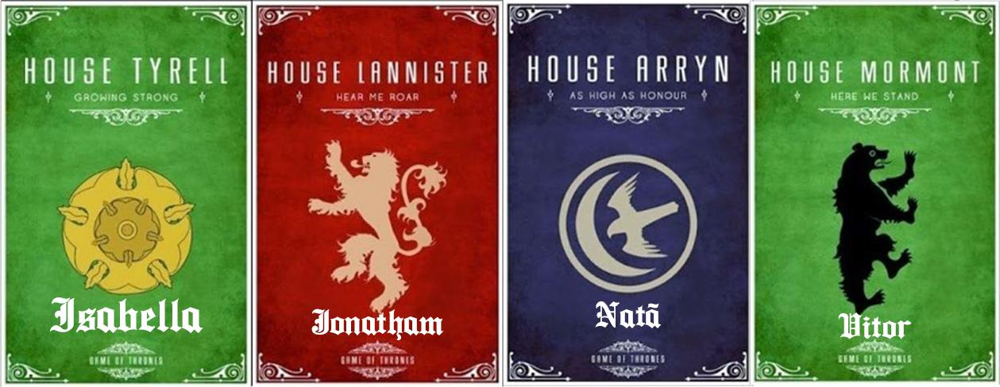 HOUSE TYRELL
GROWING STRONG
Isabella
GAME OF THRONES
HOUSE LANNISTER
HEAR ME ROAR
Jonatham
GAME OF THRONES
HOUSE ARRYN
AS HIGH AS HONOUR
Natã
GAME OF THRONES
HOUSE MORMONT
HERE WE STAND
Vitor
GAME OF THRONES